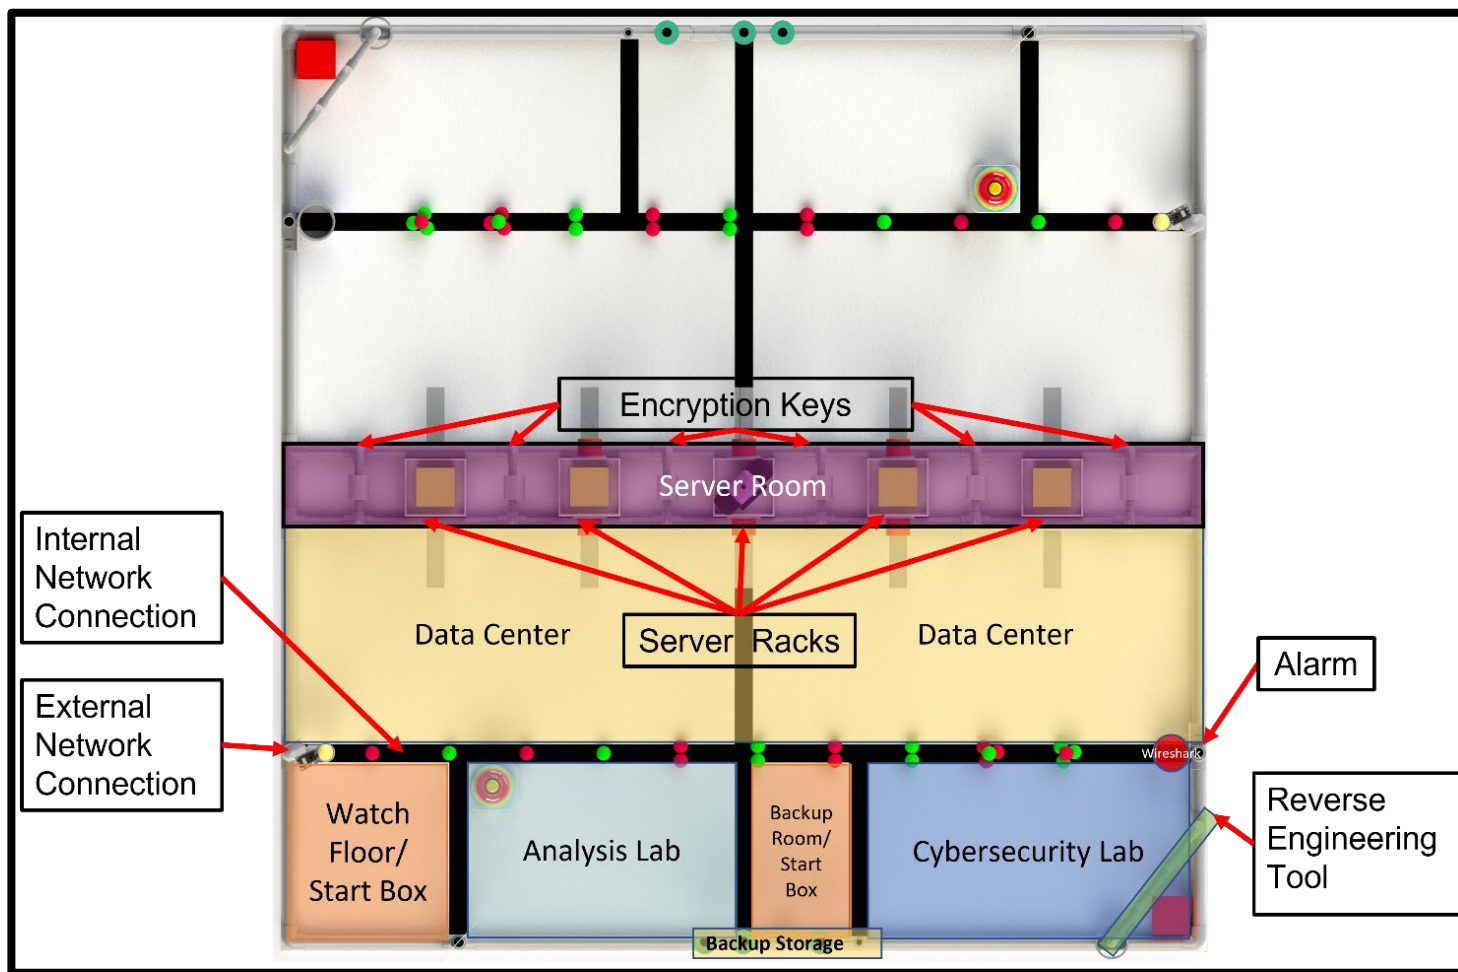 Encryption Keys
Server Room
Internal
Network
Connection
Data Center
Server Racks
Data Center
Alarm
External
Network
Connection
Wireshark
Watch
Floor/
Start Box
Analysis Lab
Backup
Room/
Start
Box
Cybersecurity Lab
Reverse
Engineering
Tool
Backup Storage